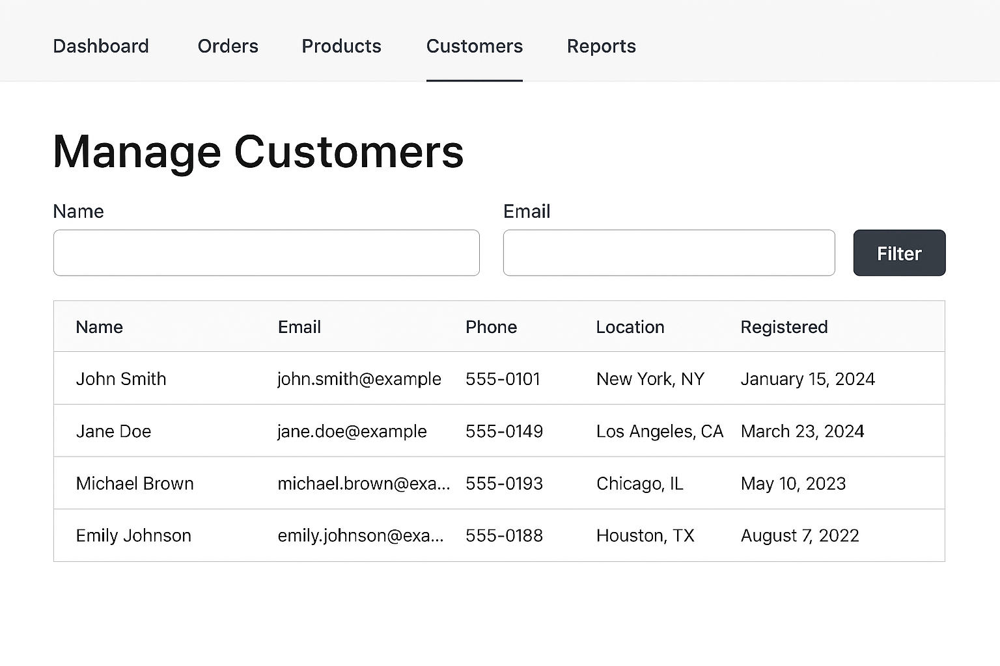 Dashboard Orders Products Customers Reports
Manage Customers
Name Email
Filter
Name Email Phone Location Registered
John Smith john.smith@example 555-0101 New York, NY January 15, 2024
Jane Doe jane.doe@example 555-0149 Los Angeles, CA March 23, 2024
Michael Brown michael.brown@exa... 555-0193 Chicago, IL May 10, 2023
Emily Johnson emily.johnson@exa... 555-0188 Houston, TX August 7, 2022